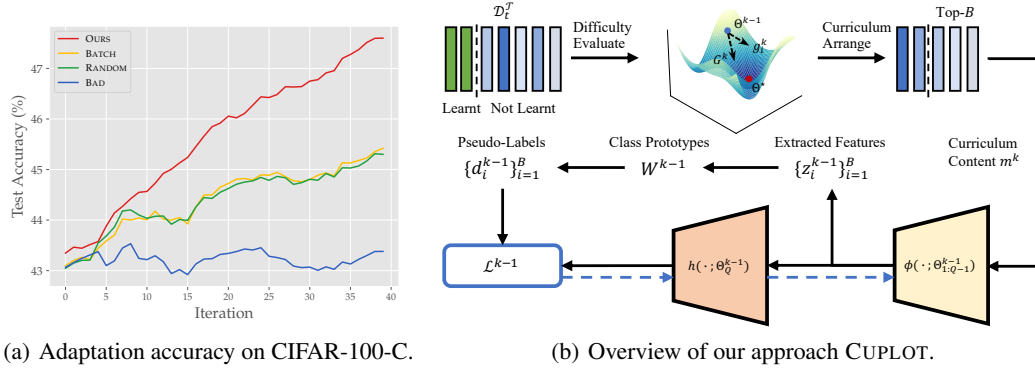 OURS
BATCH
RANDOM
BAD
47
46
45
44
43
Test Accuracy (%)
0 5 10 15 20 25 30 35 40
Iteration
(a) Adaptation accuracy on CIFAR-100-C.
𝒟_t^𝒯
Learnt Not Learnt
Difficulty
Evaluate
Θ^{k-1}
g_1^k
G^k
Θ^*
Curriculum
Arrange
Top-B
Curriculum
Content m^k
Pseudo-Labels
{d_i^{k-1}}_{i=1}^B
Class Prototypes
W^{k-1}
Extracted Features
{z_i^{k-1}}_{i=1}^B
ℒ^{k-1}
h(·;Θ_Q^{k-1})
ϕ(·;Θ_{1:Q-1}^{k-1})
(b) Overview of our approach CUPLOT.